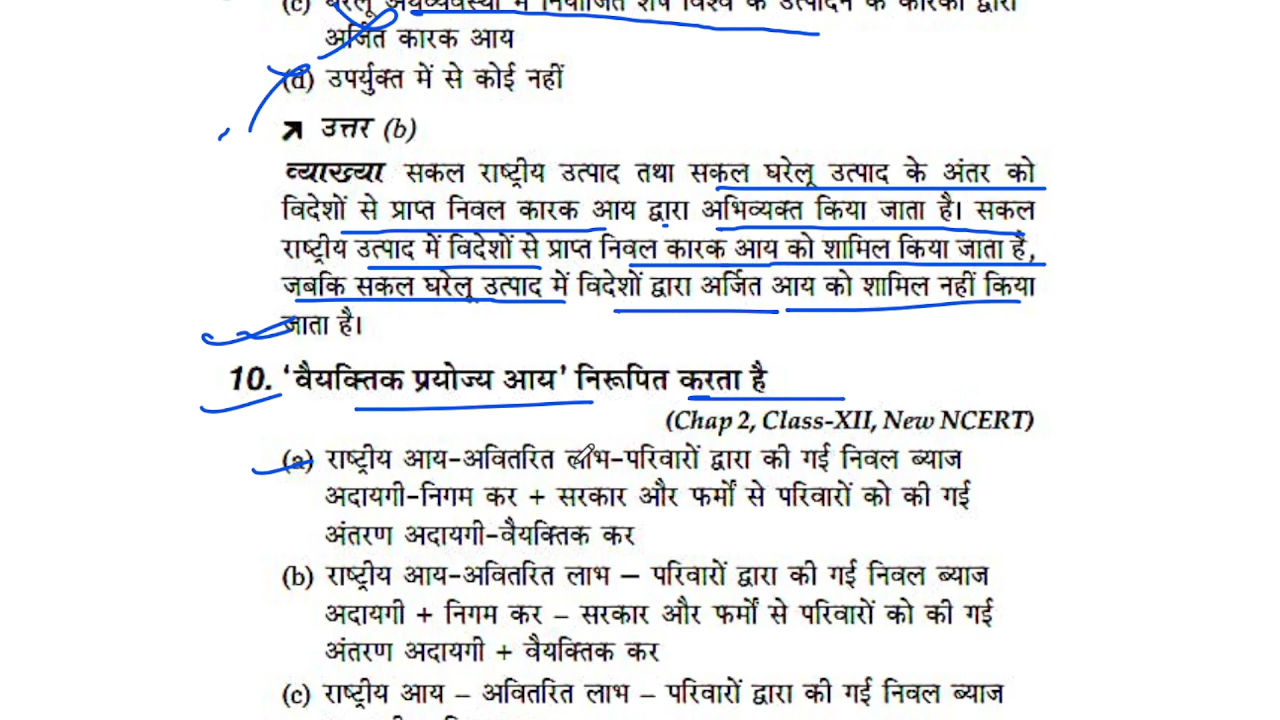 (c) घरेलू अर्थव्यवस्था में नियोजित शेष विश्व के उत्पादन के कारकों द्वारा
अर्जित कारक आय
(d) उपर्युक्त में से कोई नहीं
उत्तर (b)
व्याख्या सकल राष्ट्रीय उत्पाद तथा सकल घरेलू उत्पाद के अंतर को
विदेशों से प्राप्त निवल कारक आय द्वारा अभिव्यक्त किया जाता है। सकल
राष्ट्रीय उत्पाद में विदेशों से प्राप्त निवल कारक आय को शामिल किया जाता है,
जबकि सकल घरेलू उत्पाद में विदेशों द्वारा अर्जित आय को शामिल नहीं किया
जाता है।
10. 'वैयक्तिक प्रयोज्य आय' निरूपित करता है
(Chap 2, Class-XII, New NCERT)
(a) राष्ट्रीय आय-अवितरित लाभ-परिवारों द्वारा की गई निवल ब्याज
अदायगी-निगम कर + सरकार और फर्मों से परिवारों को की गई
अंतरण अदायगी-वैयक्तिक कर
(b) राष्ट्रीय आय-अवितरित लाभ – परिवारों द्वारा की गई निवल ब्याज
अदायगी + निगम कर – सरकार और फर्मों से परिवारों को की गई
अंतरण अदायगी + वैयक्तिक कर
(c) राष्ट्रीय आय – अवितरित लाभ – परिवारों द्वारा की गई निवल ब्याज